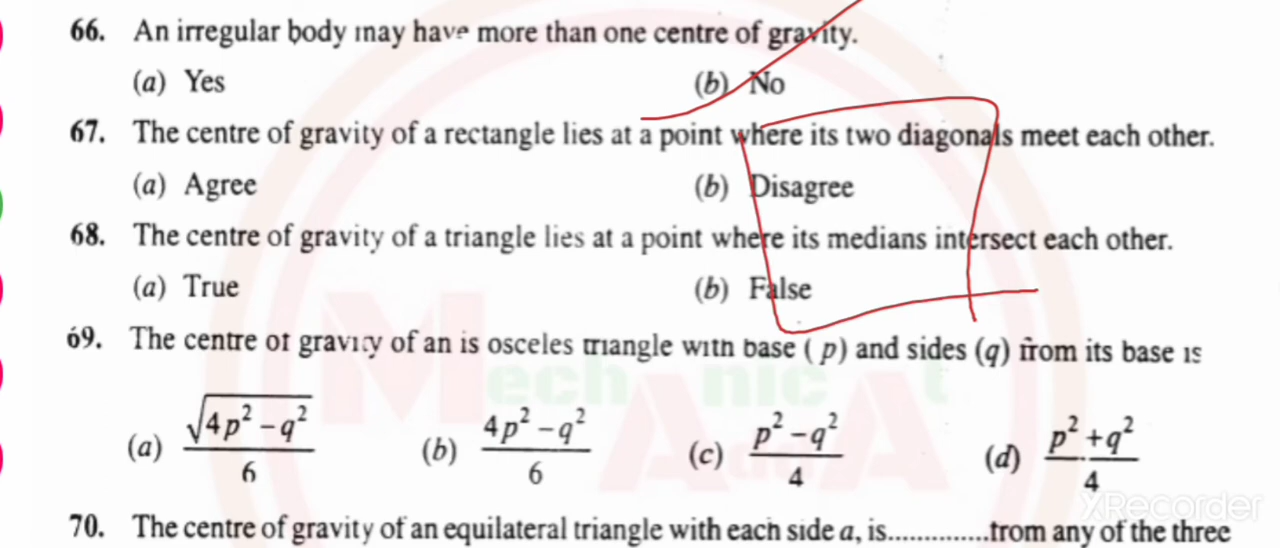 66. An irregular body may have more than one centre of gravity.
(a) Yes (b) No
67. The centre of gravity of a rectangle lies at a point where its two diagonals meet each other.
(a) Agree (b) Disagree
68. The centre of gravity of a triangle lies at a point where its medians intersect each other.
(a) True (b) False
69. The centre of gravity of an is osceles triangle with base ( p) and sides (q) from its base is
(a) √(4p² – q²)/6 (b) (4p² – q²)/6 (c) (p² – q²)/4 (d) (p² + q²)/4
XRecorder
70. The centre of gravity of an equilateral triangle with each side a, is..............from any of the three